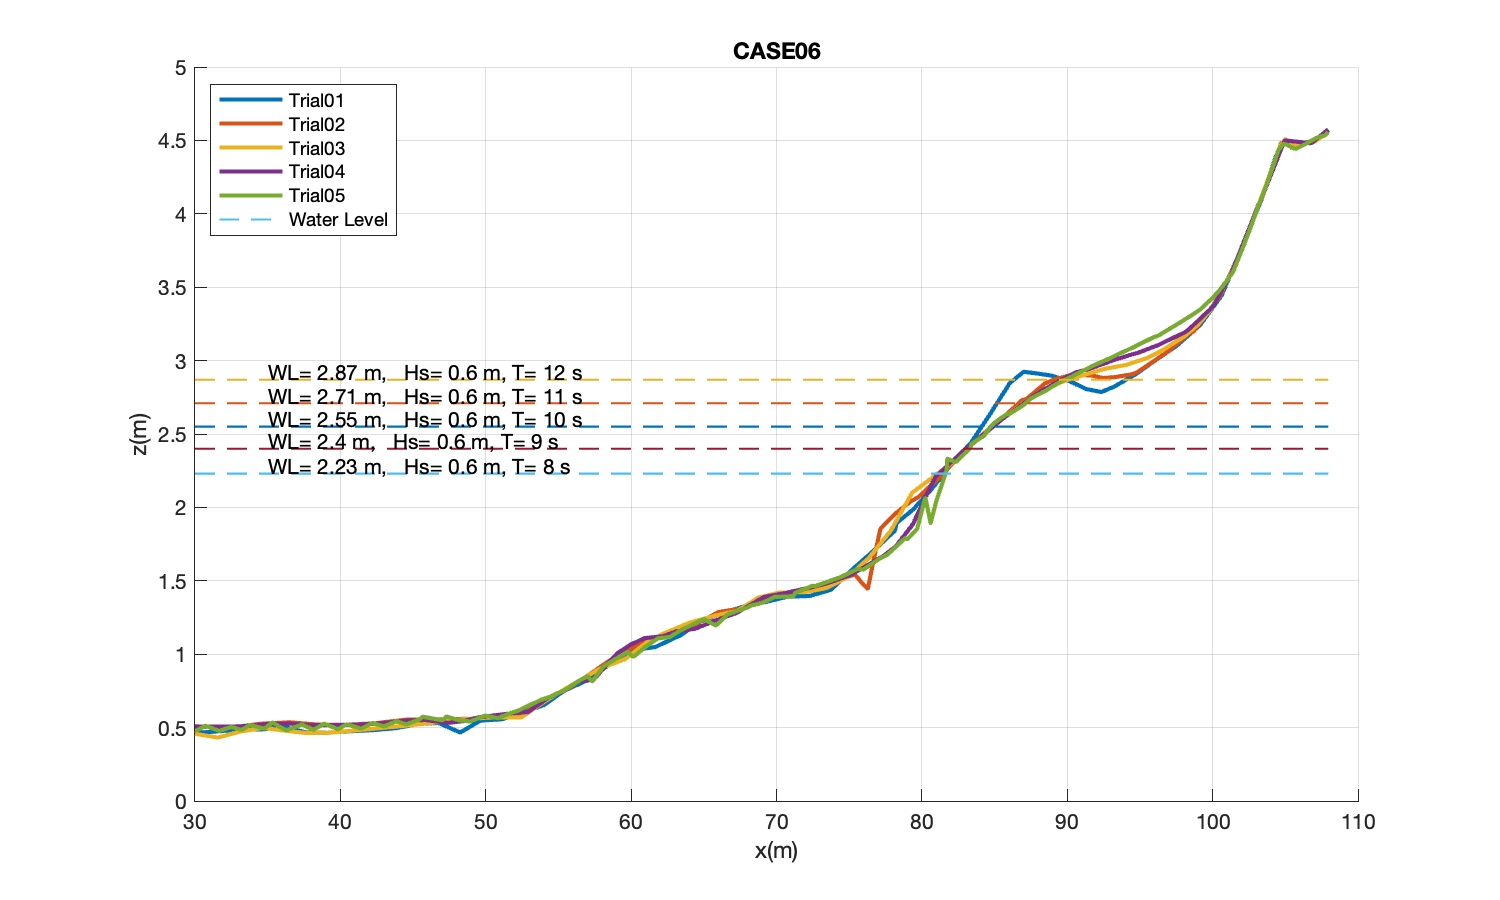 CASE06
5
4.5
4
3.5
3
2.5
2
1.5
1
0.5
0
z(m)
Trial01
Trial02
Trial03
Trial04
Trial05
Water Level
WL= 2.87 m, Hs= 0.6 m, T= 12 s
WL= 2.71 m, Hs= 0.6 m, T= 11 s
WL= 2.55 m, Hs= 0.6 m, T= 10 s
WL= 2.4 m, Hs= 0.6 m, T= 9 s
WL= 2.23 m, Hs= 0.6 m, T= 8 s
30 40 50 60 70 80 90 100 110
x(m)